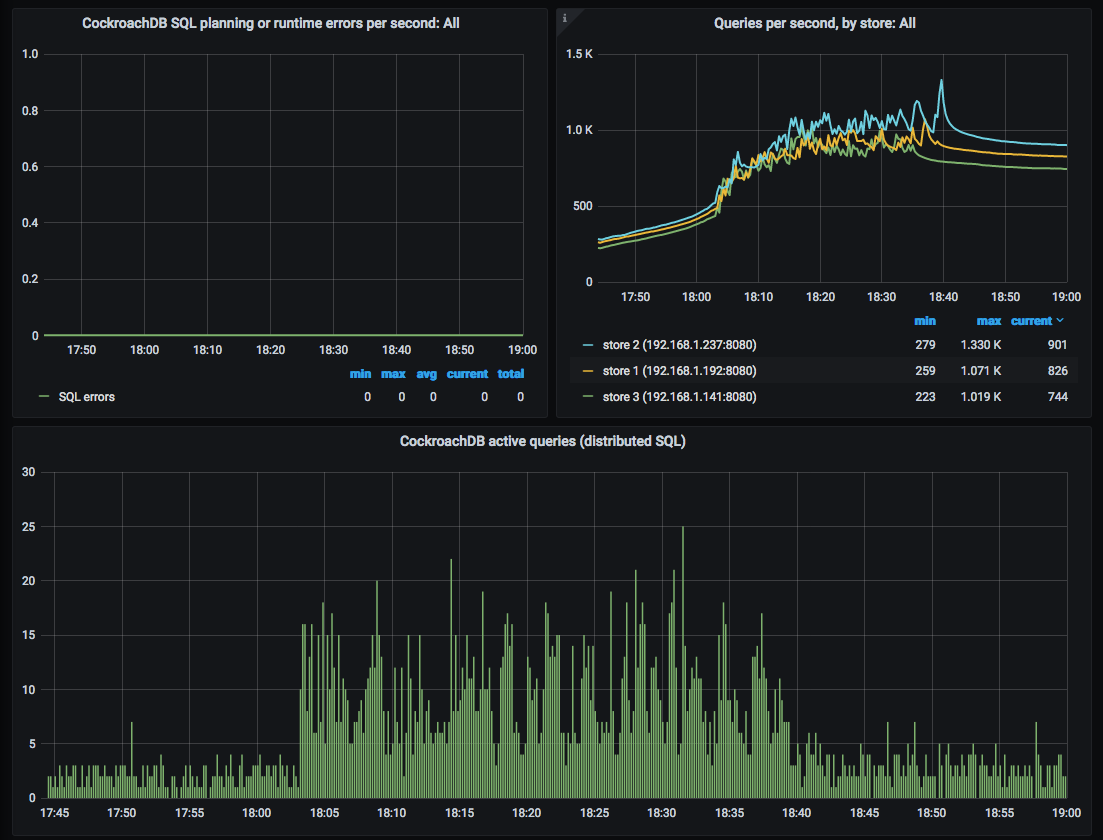 CockroachDB SQL planning or runtime errors per second: All
1.0
0.8
0.6
0.4
0.2
0
17:50 18:00 18:10 18:20 18:30 18:40 18:50 19:00
min max avg current total
SQL errors 0 0 0 0 0
i
Queries per second, by store: All
1.5 K
1.0 K
500
0
17:50 18:00 18:10 18:20 18:30 18:40 18:50 19:00
min max current
store 2 (192.168.1.237:8080) 279 1.330 K 901
store 1 (192.168.1.192:8080) 259 1.071 K 826
store 3 (192.168.1.141:8080) 223 1.019 K 744
CockroachDB active queries (distributed SQL)
30
25
20
15
10
5
0
17:45 17:50 17:55 18:00 18:05 18:10 18:15 18:20 18:25 18:30 18:35 18:40 18:45 18:50 18:55 19:00